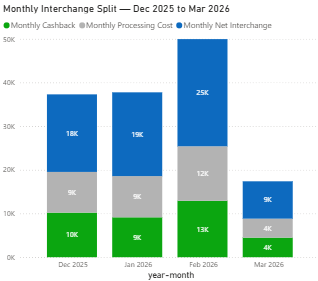 Monthly Interchange Split — Dec 2025 to Mar 2026
Monthly Cashback Monthly Processing Cost Monthly Net Interchange
50K
40K
30K
20K
10K
0K
18K
9K
10K
19K
9K
9K
25K
12K
13K
9K
4K
4K
Dec 2025 Jan 2026 Feb 2026 Mar 2026
year-month